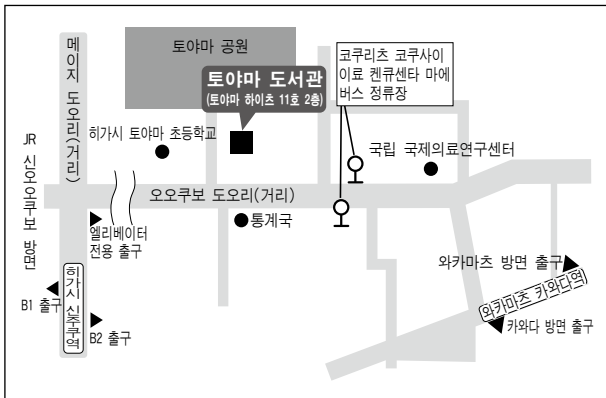 토야마 공원
토야마 도서관
(토야마 하이츠 11호 2층)
코쿠리츠 코쿠사이
이료 켄큐센타 마에
버스 정류장
메이지 도오리(거리)
히가시 토야마 초등학교
국립 국제의료연구센터
JR 신오오쿠보 방면
오오쿠보 도오리(거리)
통계국
엘리베이터
전용 출구
와카마츠 방면 출구
와카마츠 카와다역
카와다 방면 출구
히가시 신주쿠역
B1 출구
B2 출구